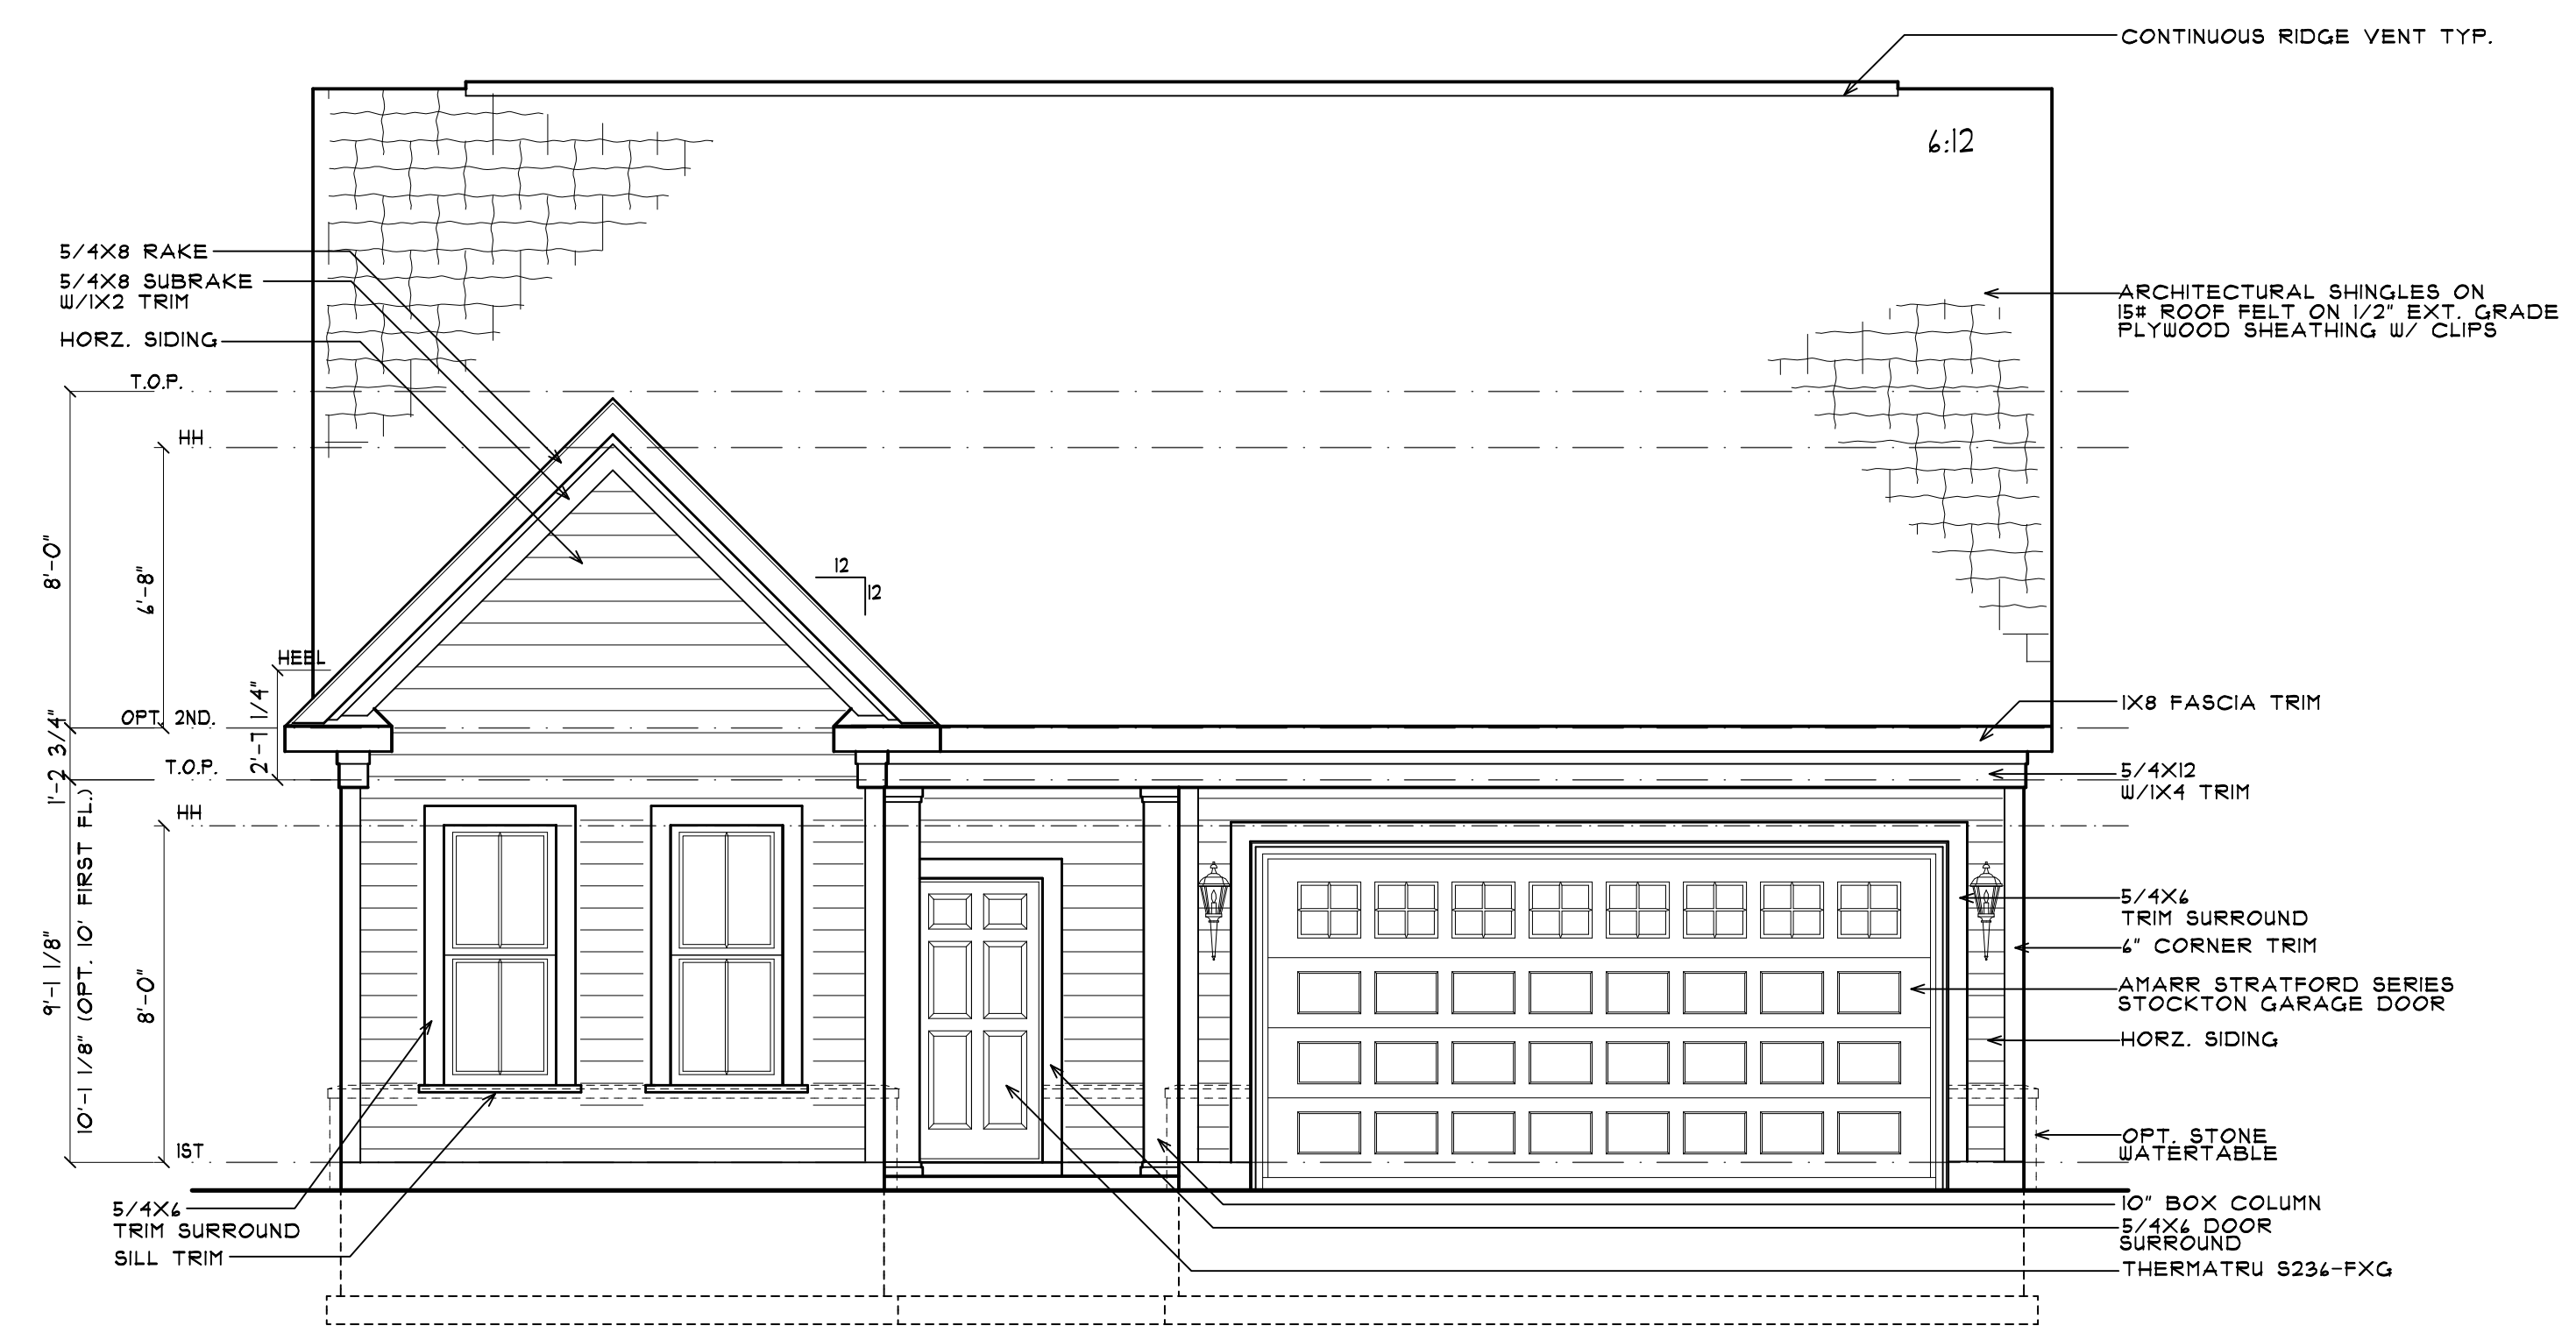 CONTINUOUS RIDGE VENT TYP.
6:12
5/4X8 RAKE
5/4X8 SUBRAKE
W/1X2 TRIM
HORZ. SIDING
ARCHITECTURAL SHINGLES ON
15# ROOF FELT ON 1/2" EXT. GRADE
PLYWOOD SHEATHING W/ CLIPS
T.O.P.
HH
8'-0"
6'-8"
12
12
HEEL
2'-7 1/4"
OPT. 2ND.
1'-2 3/4"
T.O.P.
HH
1X8 FASCIA TRIM
5/4X12
W/1X4 TRIM
9'-1 1/8"
10'-1 1/8" (OPT. 10' FIRST FL.)
8'-0"
1ST
5/4X6
TRIM SURROUND
6" CORNER TRIM
AMARR STRATFORD SERIES
STOCKTON GARAGE DOOR
HORZ. SIDING
OPT. STONE
WATERTABLE
5/4X6
TRIM SURROUND
SILL TRIM
10" BOX COLUMN
5/4X6 DOOR
SURROUND
THERMATRU S236-FXG